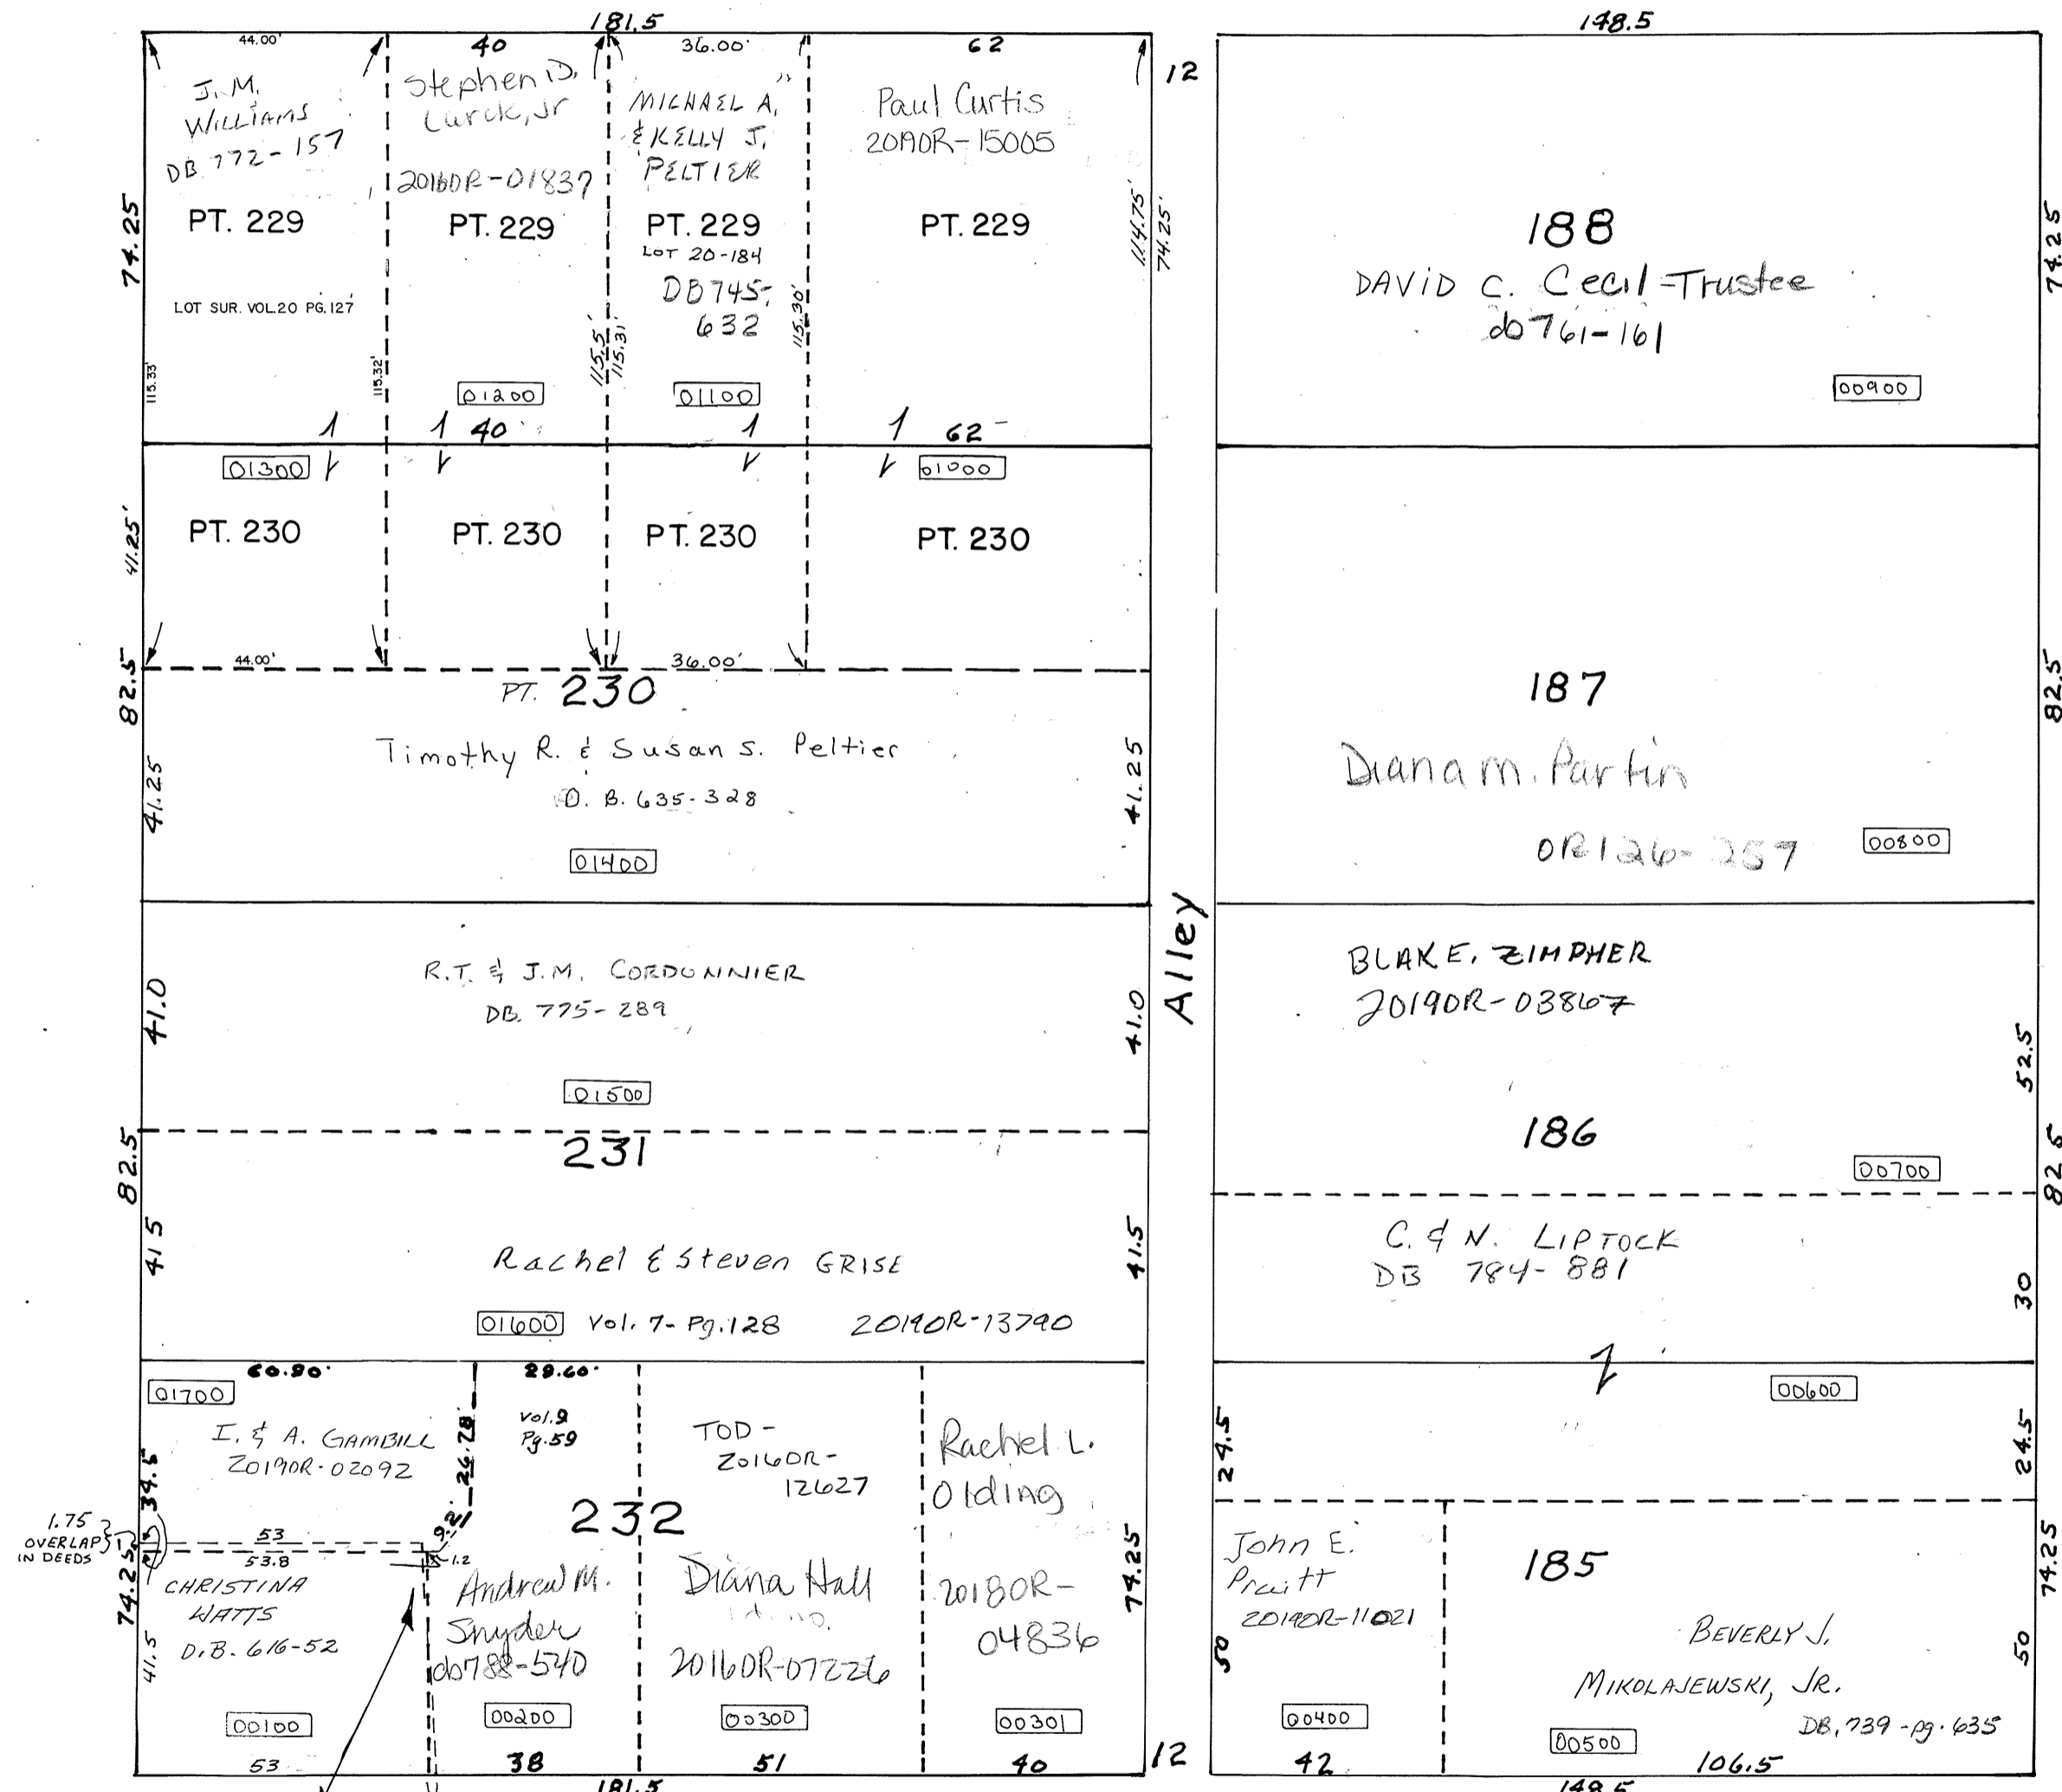 181.5
44.00'
40
36.00'
62
J. M.
WILLIAMS
DB 772-157
PT. 229
LOT SUR. VOL.20 PG.127
Stephen D.
, Jr
2016OR-01837
PT. 229
01200
40
MICHAEL A.
& KELLY J.
PELTIER
PT. 229
LOT 20-184
DB745-
632
01100
Paul Curtis
2019OR-15005
PT. 229
62
74.25
115.33'
115.32'
115.5'
115.31'
115.30'
114.75'
74.25'
12
01300
01000
41.25'
PT. 230
PT. 230
PT. 230
PT. 230
44.00'
36.00'
82.5
PT. 230
Timothy R. & Susan S. Peltier
D. B. 635-328
01400
41.25
41.25
R.T. & J.M. CORDONNIER
DB. 775-289
01500
41.0
41.0
82.5
231
41.5
41.5
Rachel & Steven GRISE
01600 Vol. 7- Pg.128 2019OR-13790
60.90'
29.60'
01700
I. & A. GAMBILL
2019OR-02092
34.5
26.78'
9.2'
Vol.9
Pg.59
232
1.75
OVERLAP
IN DEEDS
53
53.8
1.2
74.25
CHRISTINA
WATTS
D.B. 616-52
41.5
00100
53
Andrew M.
Snyder
db788-540
00200
38
TOD -
2016OR-
12627
Diana Hall
2016OR-07226
00300
51
Rachel L.
Olding
2018OR-
04836
00301
40
74.25
181.5
Alley
12
148.5
188
DAVID C. Cecil-Trustee
db761-161
00900
74.25
187
Diana M. Partin
OR126-257
00800
82.5
BLAKE. ZIMPHER
2019OR-03867
186
00700
52.5
82.5
C. & N. LIPTOCK
DB 784-881
30
00600
24.5
24.5
John E.
Pruitt
2019OR-11021
50
00400
42
185
BEVERLY J.
MIKOLAJEWSKI, JR.
DB. 739-pg.635
00500
106.5
50
74.25
148.5